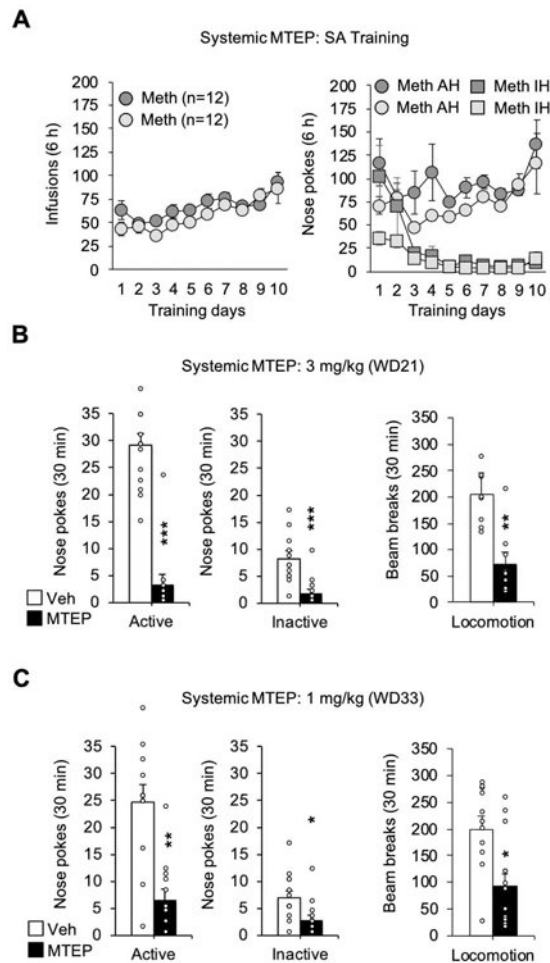 A
Systemic MTEP: SA Training
Infusions (6 h)
200
175
150
125
100
75
50
25
0
Meth (n=12)
Meth (n=12)
1 2 3 4 5 6 7 8 9 10
Training days
Nose pokes (6 h)
200
175
150
125
100
75
50
25
0
Meth AH Meth IH
Meth AH Meth IH
1 2 3 4 5 6 7 8 9 10
Training days
B
Systemic MTEP: 3 mg/kg (WD21)
Nose pokes (30 min)
35
30
25
20
15
10
5
0
***
Veh
MTEP
Active
Nose pokes (30 min)
35
30
25
20
15
10
5
0
***
Inactive
Beam breaks (30 min)
350
300
250
200
150
100
50
0
**
Locomotion
C
Systemic MTEP: 1 mg/kg (WD33)
Nose pokes (30 min)
35
30
25
20
15
10
5
0
**
Veh
MTEP
Active
Nose pokes (30 min)
35
30
25
20
15
10
5
0
*
Inactive
Beam breaks (30 min)
350
300
250
200
150
100
50
0
*
Locomotion